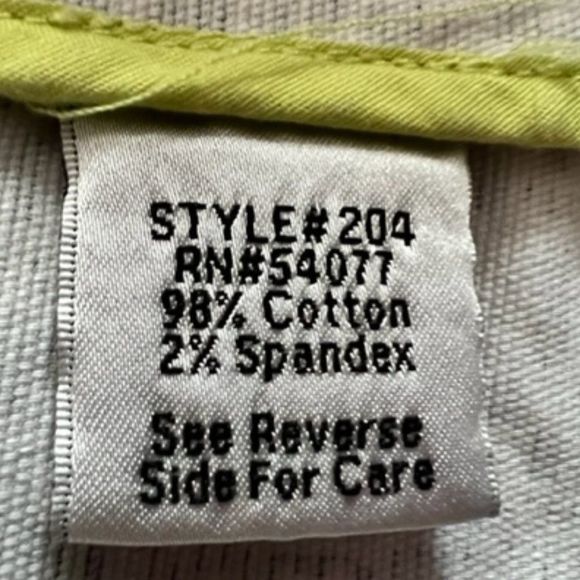 STYLE# 204
RN#54077
98% Cotton
2% Spandex
See Reverse
Side For Care